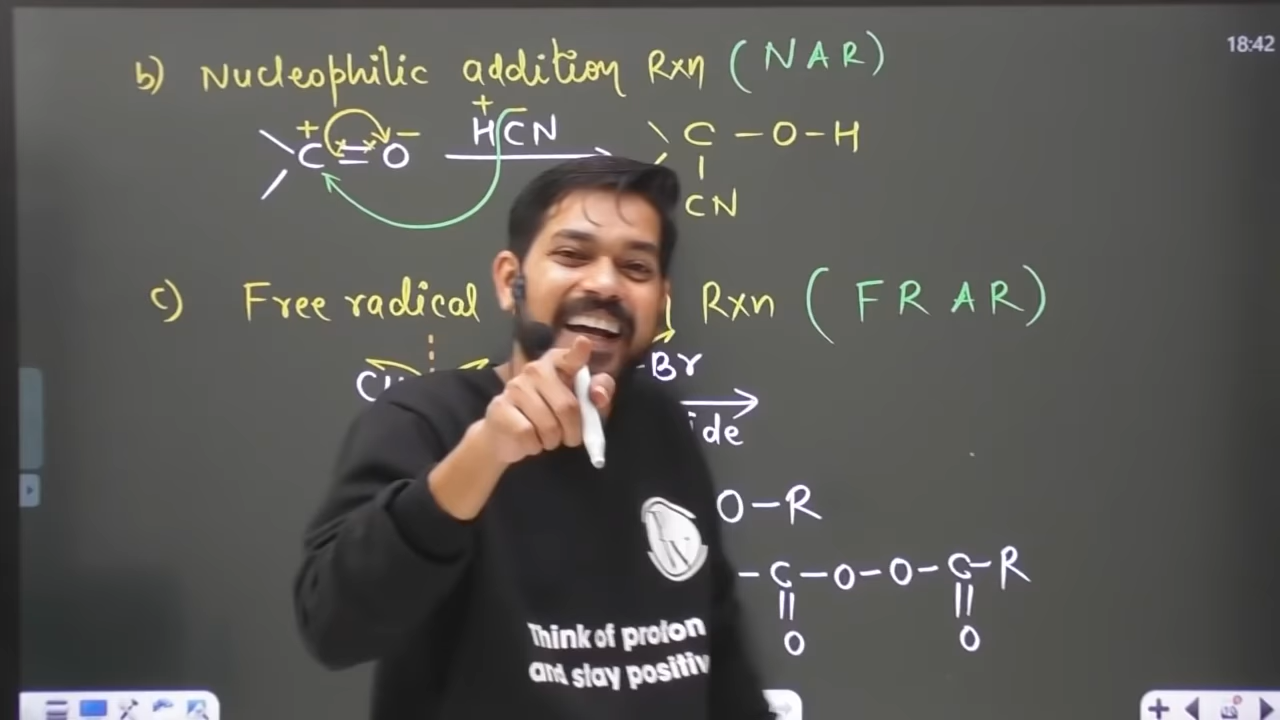 18:42
b) Nucleophilic addition Rxn (NAR)
+ − + −
C=O HCN C−O−H
CN
c) Free radical Rxn (FRAR)
-Br
ide
O−R
−C−O−O−C−R
O O
Think of proton
and stay positiv